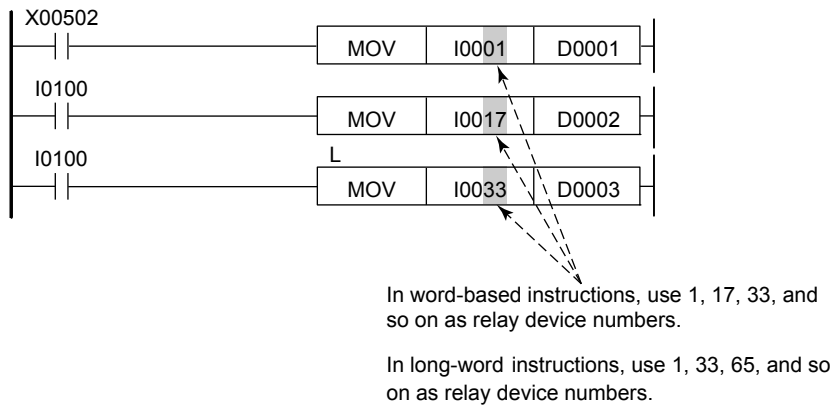 X00502
MOV I0001 D0001
I0100
MOV I0017 D0002
I0100
L
MOV I0033 D0003
In word-based instructions, use 1, 17, 33, and
so on as relay device numbers.
In long-word instructions, use 1, 33, 65, and so
on as relay device numbers.